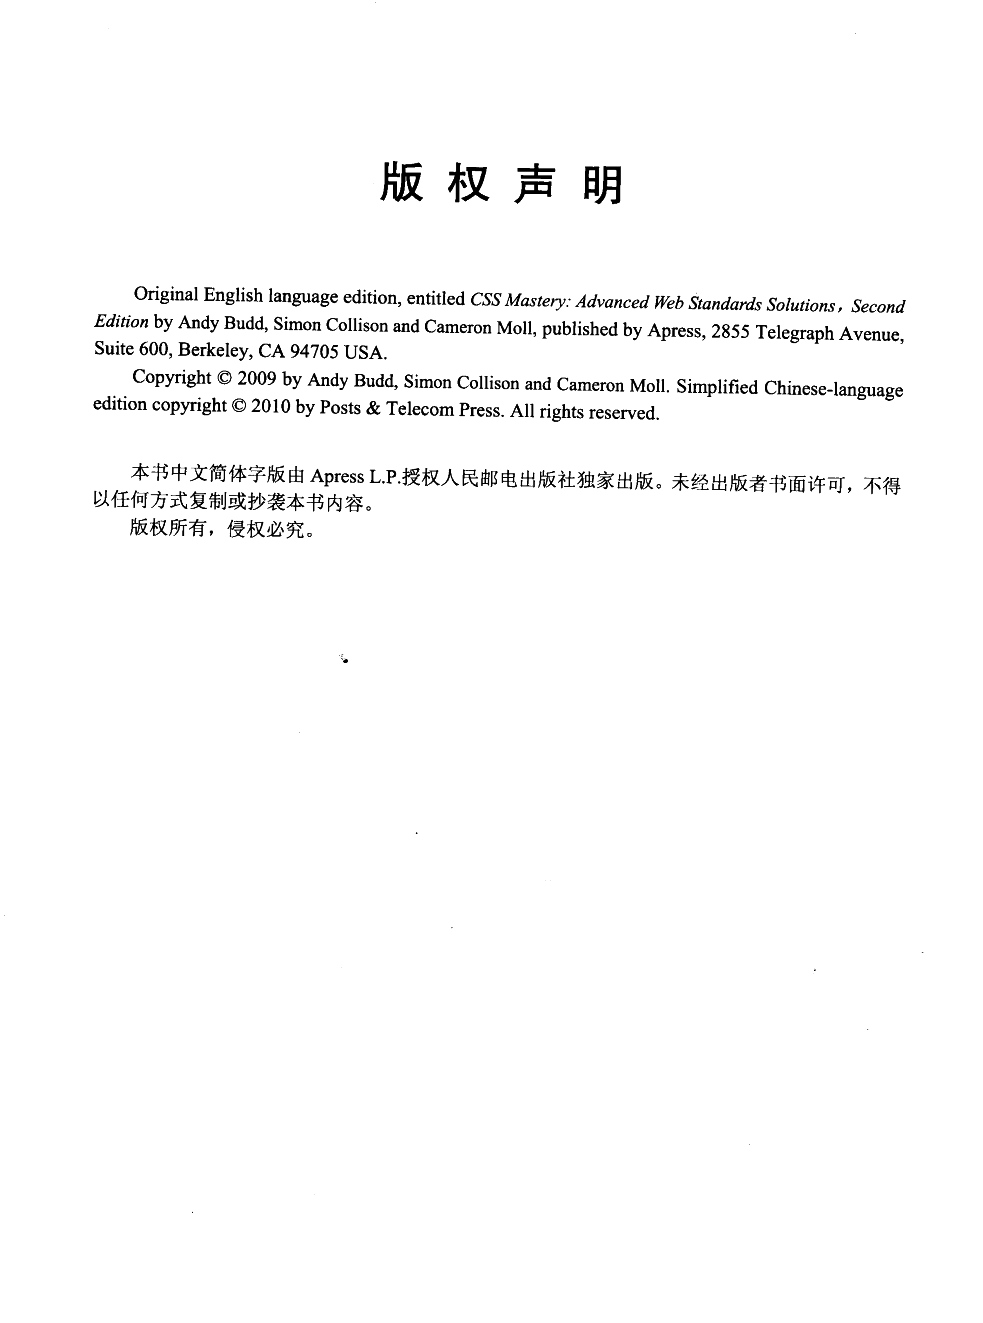 版权声明
Original English language edition, entitled CSS Mastery: Advanced Web Standards Solutions，Second
Edition by Andy Budd, Simon Collison and Cameron Moll, published by Apress, 2855 Telegraph Avenue,
Suite 600, Berkeley, CA 94705 USA.
Copyright © 2009 by Andy Budd, Simon Collison and Cameron Moll. Simplified Chinese-language
edition copyright © 2010 by Posts & Telecom Press. All rights reserved.
本书中文简体字版由 Apress L.P.授权人民邮电出版社独家出版。未经出版者书面许可，不得
以任何方式复制或抄袭本书内容。
版权所有，侵权必究。